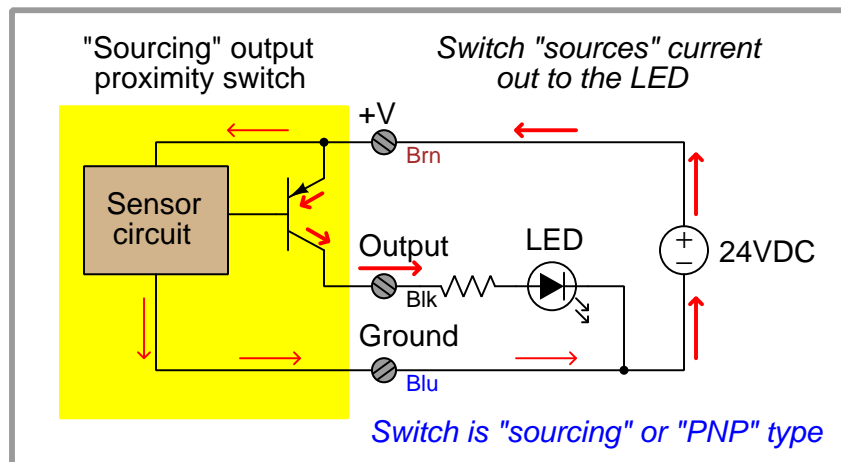 "Sourcing" output
proximity switch
Switch "sources" current
out to the LED
+V
Brn
Sensor
circuit
Output
LED
+
−
24VDC
Blk
Ground
Blu
Switch is "sourcing" or "PNP" type